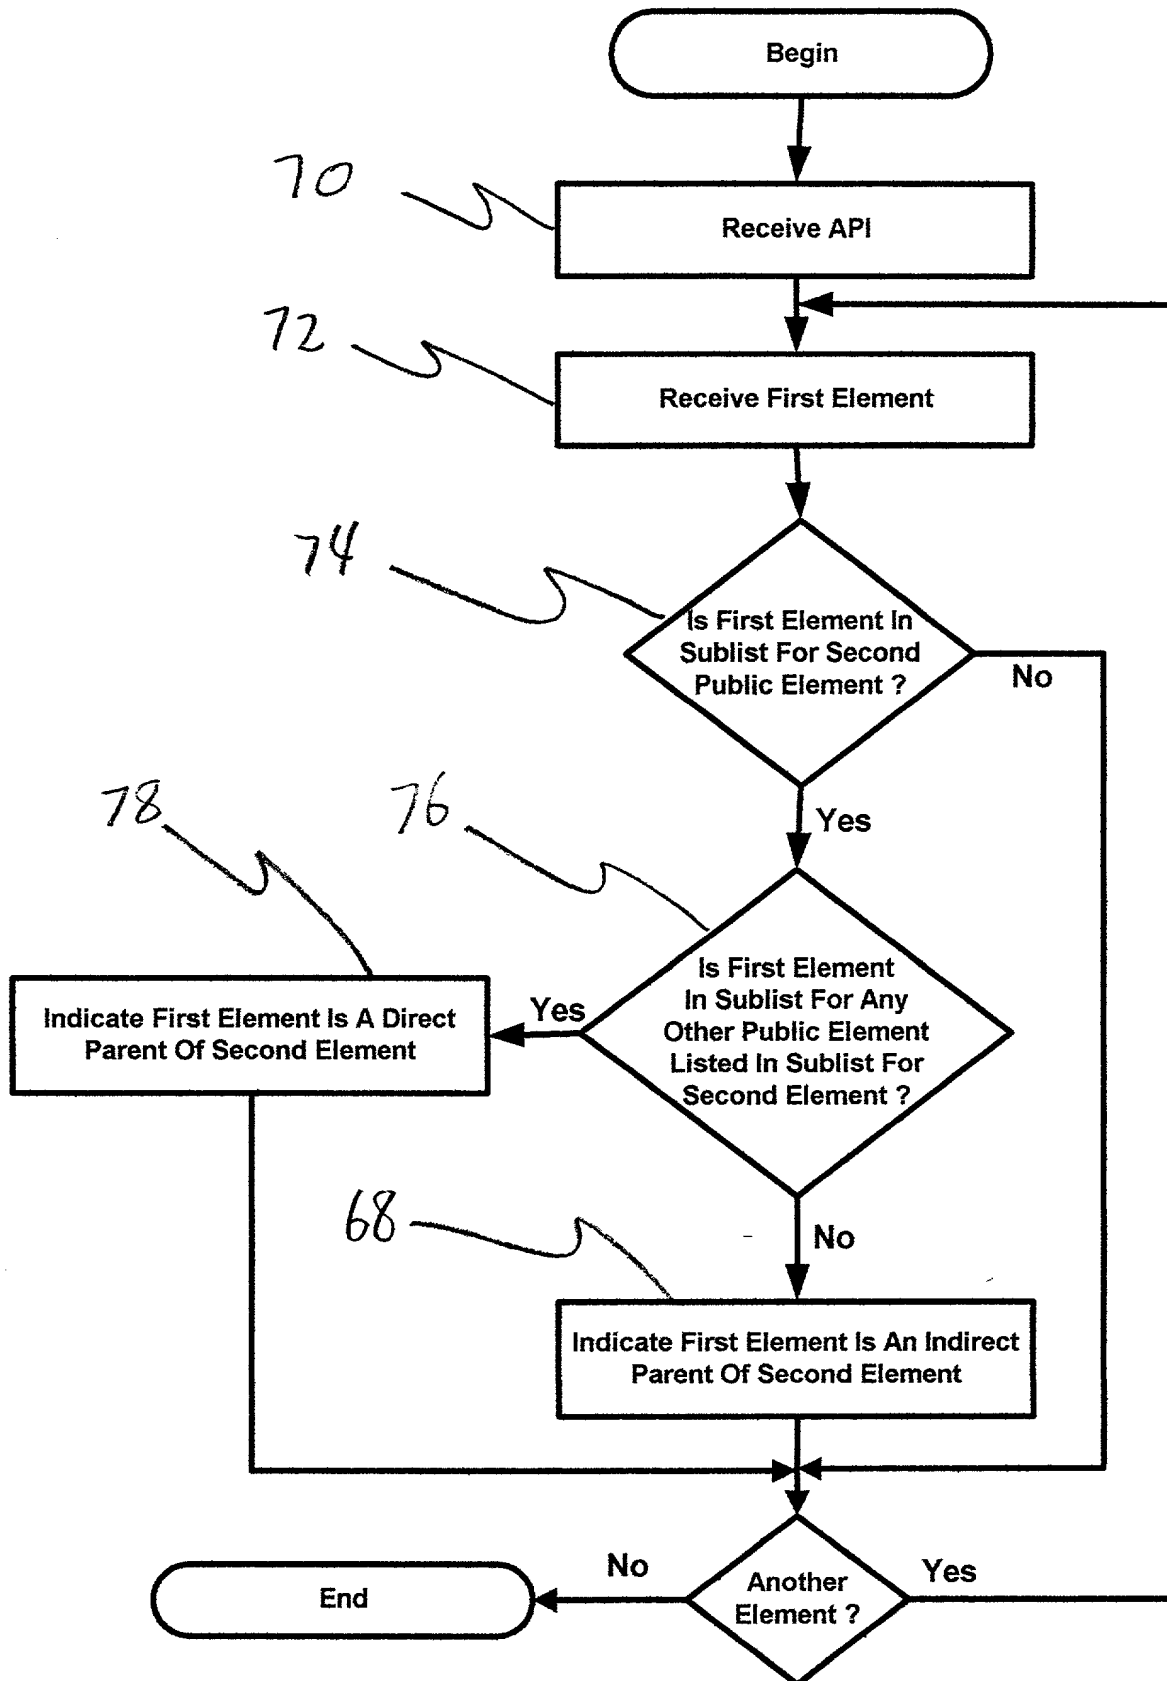 Begin
70
Receive API
72
Receive First Element
74
Is First Element In
Sublist For Second
Public Element ?
No
Yes
78
76
Is First Element
In Sublist For Any
Other Public Element
Listed In Sublist For
Second Element ?
Yes
Indicate First Element Is A Direct
Parent Of Second Element
68
No
Indicate First Element Is An Indirect
Parent Of Second Element
Another
Element ?
No
Yes
End